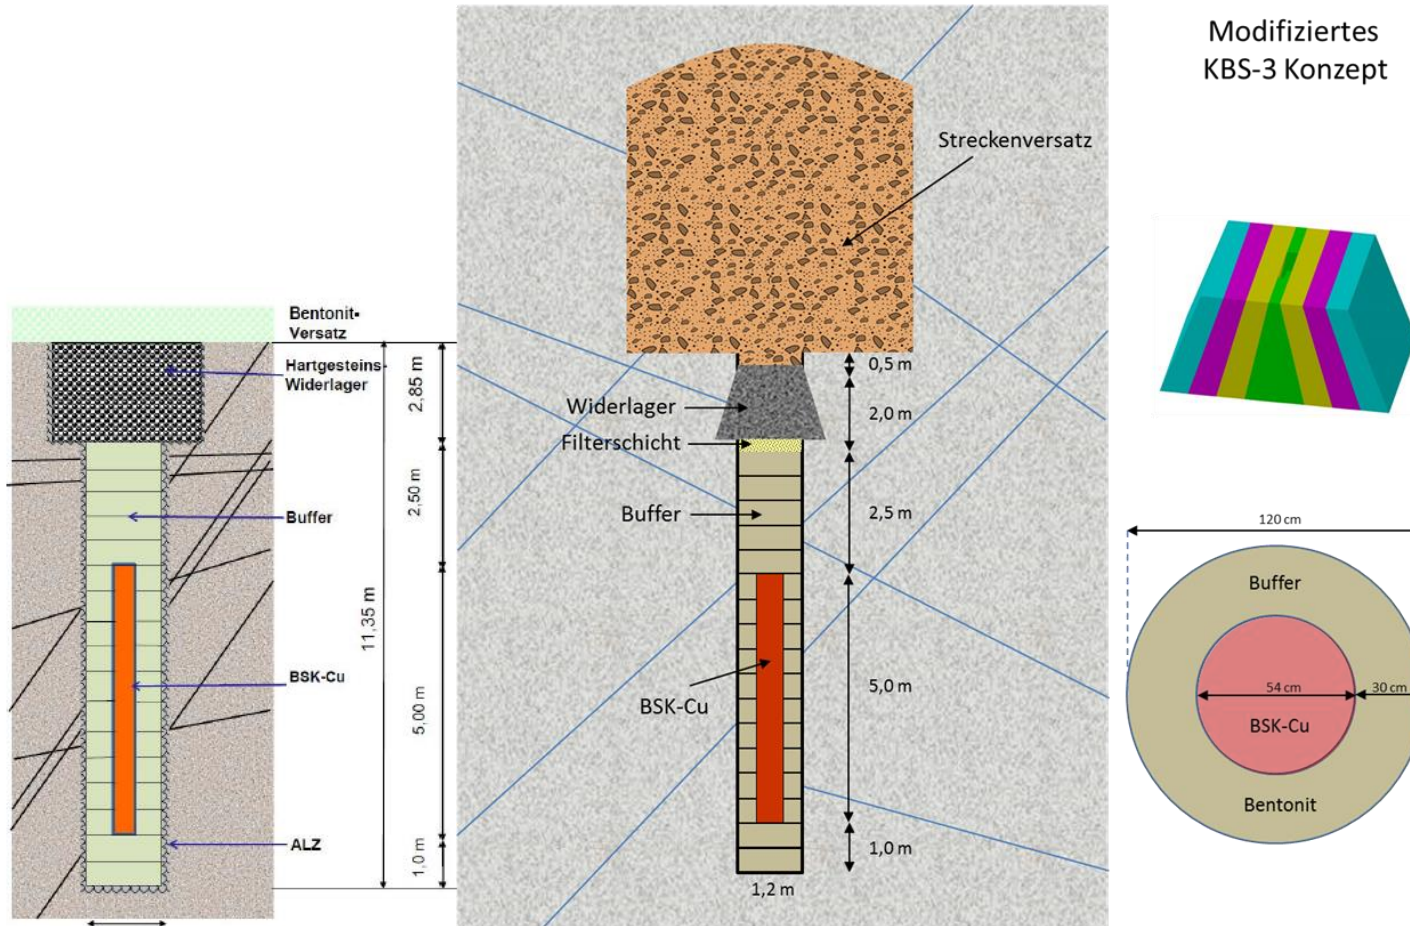 Modifiziertes
KBS-3 Konzept
Streckenversatz
Bentonit-
Versatz
Hartgesteins-
Widerlager
2,85 m
0,5 m
Widerlager
2,0 m
Filterschicht
2,50 m
Buffer
Buffer
2,5 m
120 cm
Buffer
11,35 m
BSK-Cu
5,00 m
BSK-Cu
5,0 m
54 cm
30 cm
BSK-Cu
Bentonit
ALZ
1,0 m
1,0 m
1,2 m